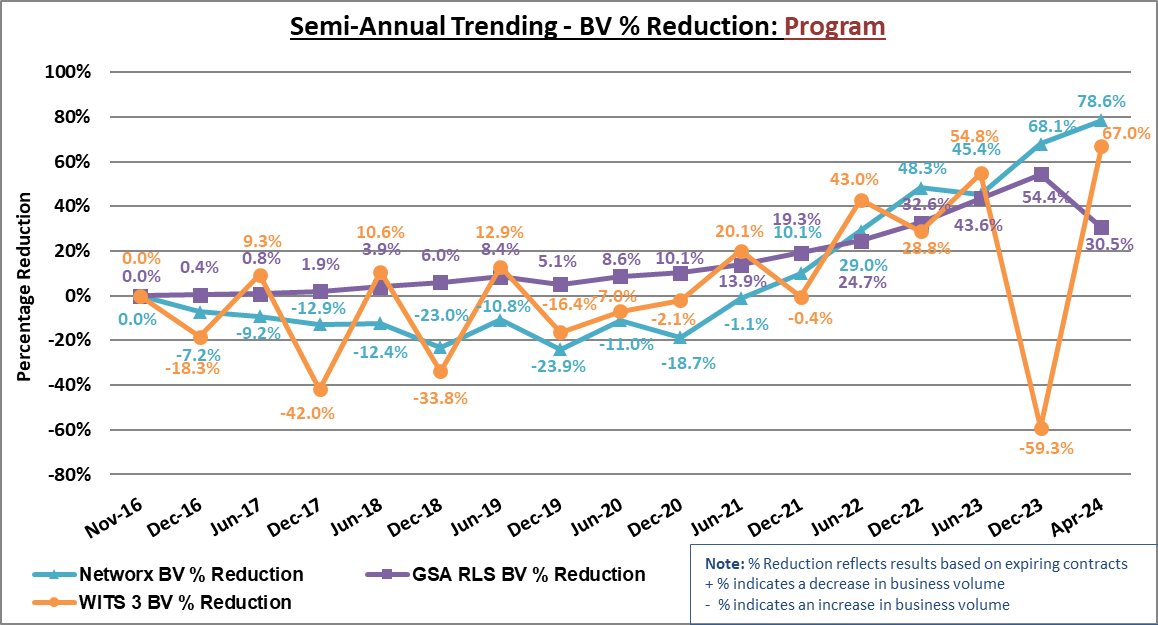 Semi-Annual Trending - BV % Reduction: Program
Percentage Reduction
100%
80%
60%
40%
20%
0%
-20%
-40%
-60%
-80%
78.6%
68.1%
67.0%
54.8%
45.4%
48.3%
43.0%
32.6%
54.4%
43.6%
30.5%
28.8%
29.0%
24.7%
19.3%
10.1%
20.1%
13.9%
-0.4%
-1.1%
10.1%
-2.1%
-18.7%
8.6%
-7.0%
-11.0%
5.1%
-16.4%
-23.9%
12.9%
8.4%
-10.8%
6.0%
-23.0%
-33.8%
10.6%
3.9%
-12.4%
1.9%
-12.9%
-42.0%
9.3%
0.8%
-9.2%
0.4%
-7.2%
-18.3%
0.0%
0.0%
0.0%
-59.3%
Nov-16
Dec-16
Jun-17
Dec-17
Jun-18
Dec-18
Jun-19
Dec-19
Jun-20
Dec-20
Jun-21
Dec-21
Jun-22
Dec-22
Jun-23
Dec-23
Apr-24
Networx BV % Reduction
GSA RLS BV % Reduction
WITS 3 BV % Reduction
Note: % Reduction reflects results based on expiring contracts
+ % indicates a decrease in business volume
- % indicates an increase in business volume